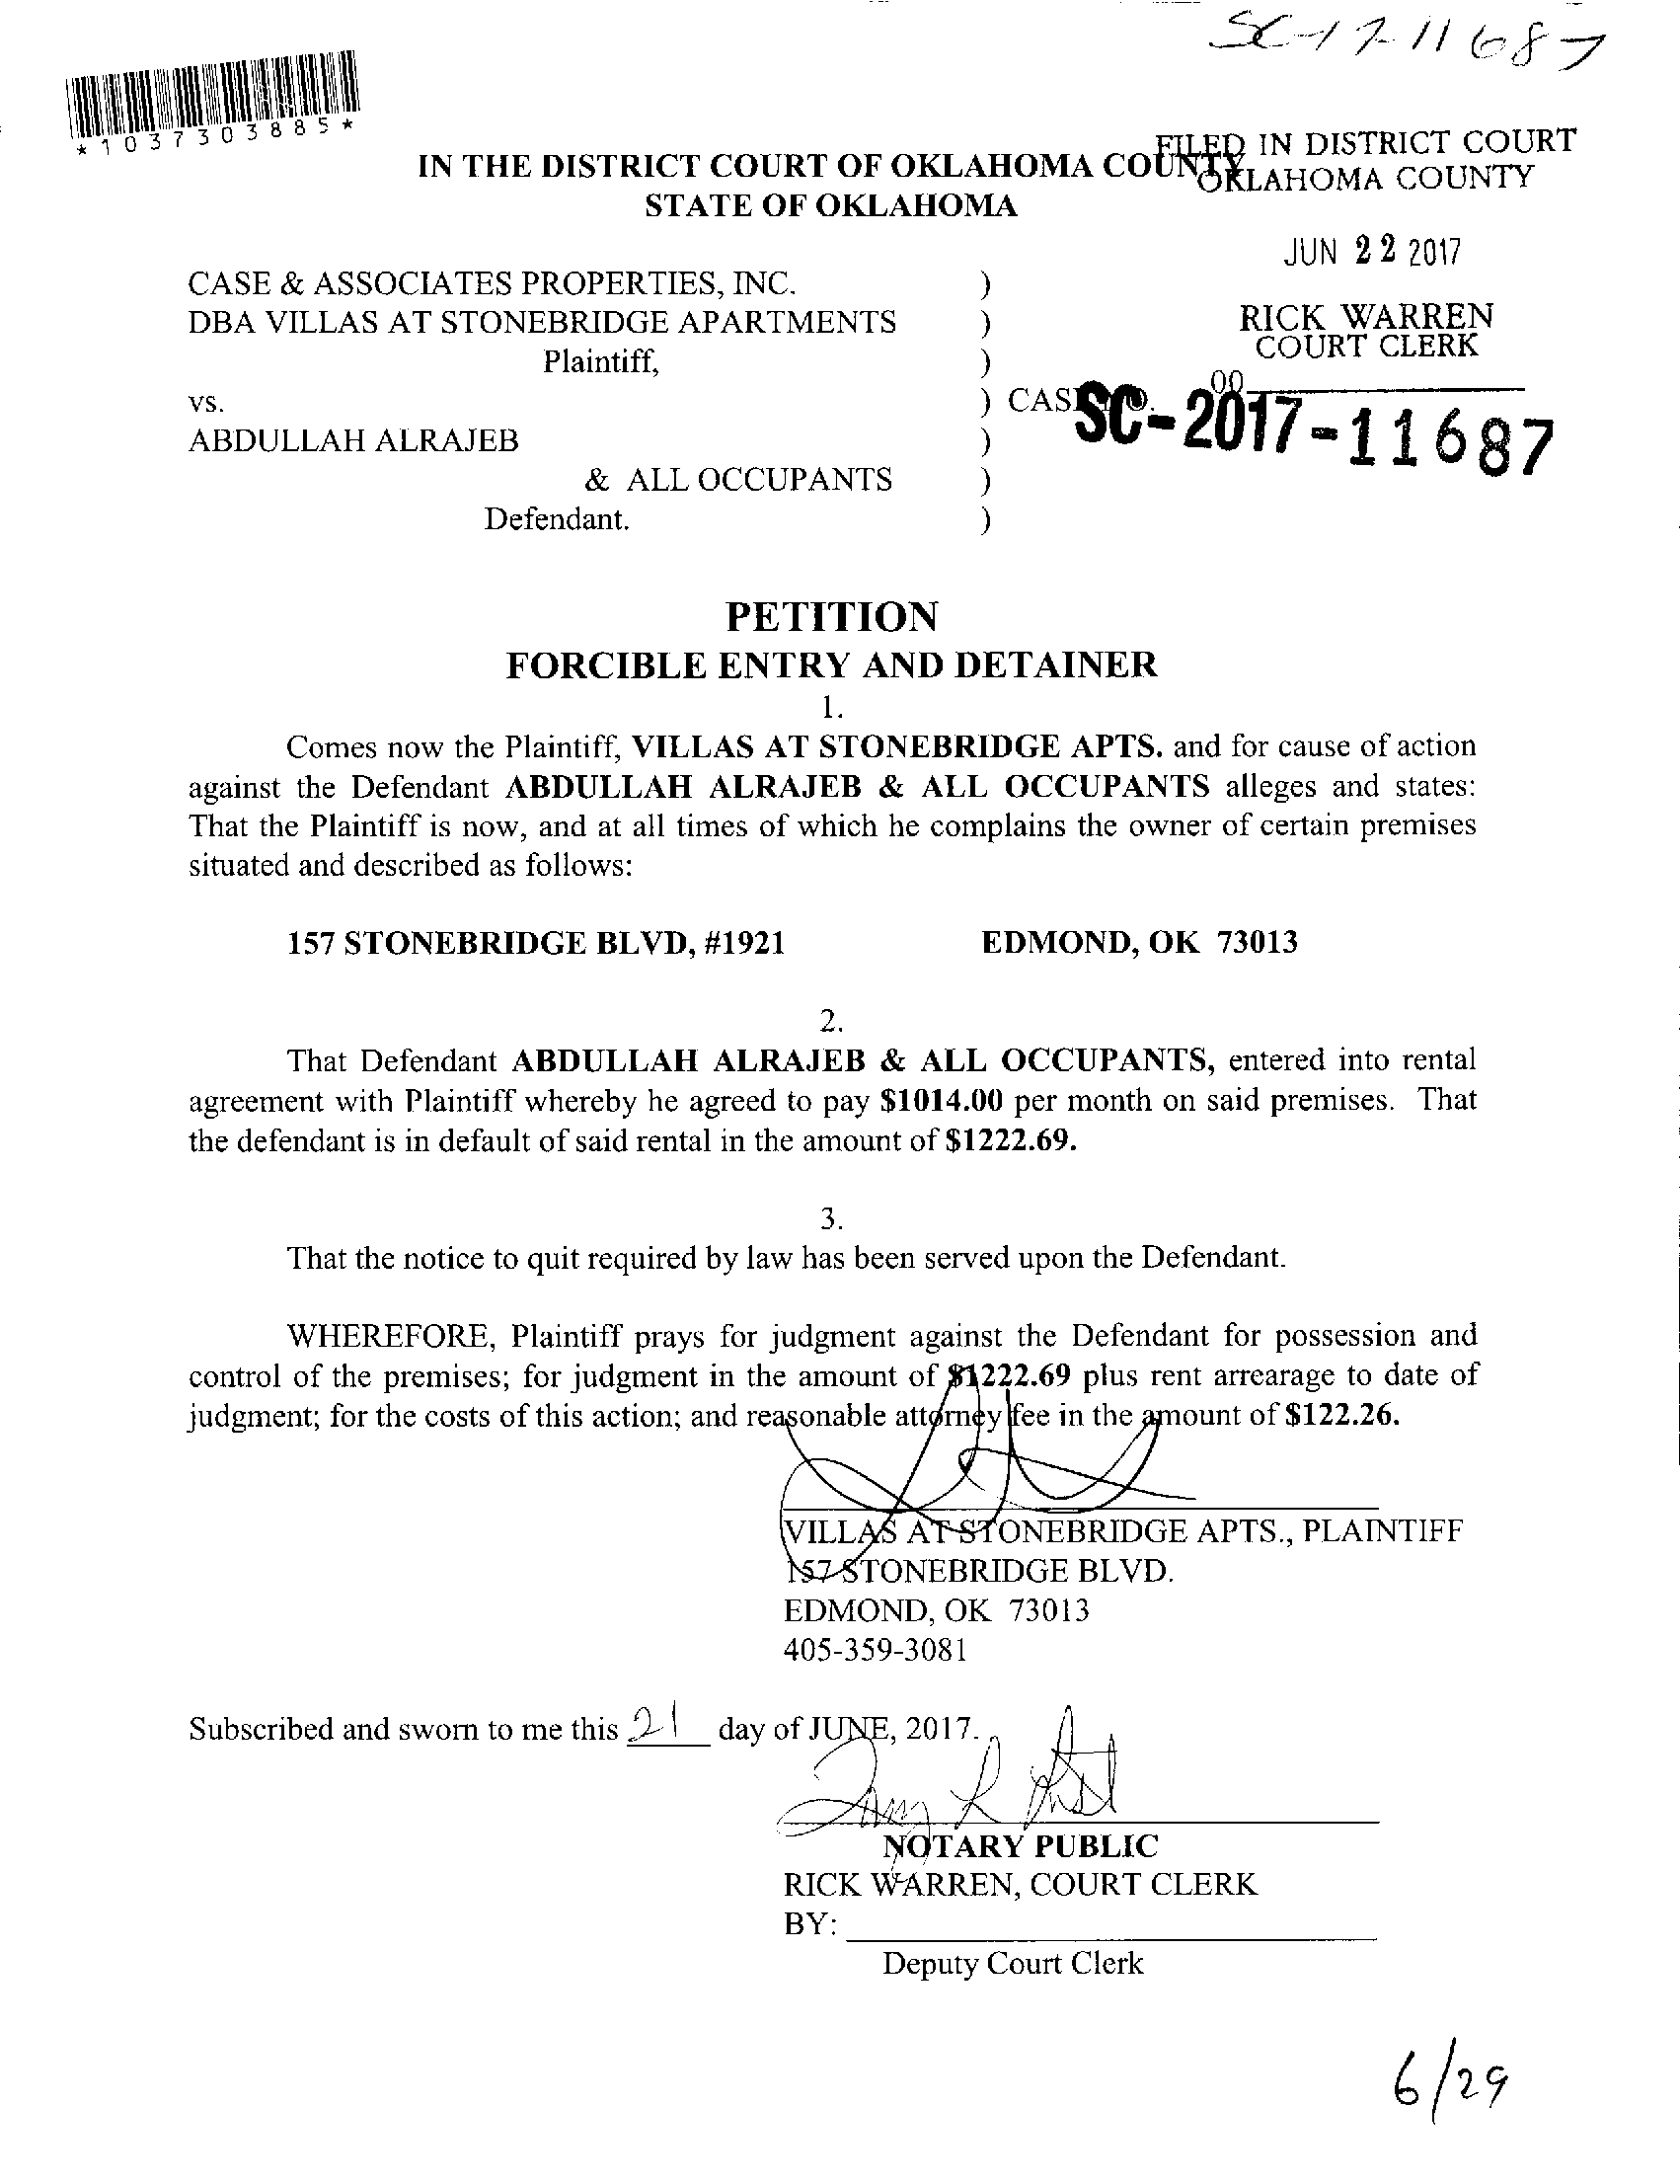 SC-17-11687
*1037303885*
FILED IN DISTRICT COURT
OKLAHOMA COUNTY
IN THE DISTRICT COURT OF OKLAHOMA COUNTY
STATE OF OKLAHOMA
JUN 22 2017
RICK WARREN
COURT CLERK
CASE & ASSOCIATES PROPERTIES, INC. )
DBA VILLAS AT STONEBRIDGE APARTMENTS )
Plaintiff, )
vs. ) CASE NO.
SC-2017-11687
ABDULLAH ALRAJEB )
& ALL OCCUPANTS )
Defendant. )
PETITION
FORCIBLE ENTRY AND DETAINER
1.
Comes now the Plaintiff, VILLAS AT STONEBRIDGE APTS. and for cause of action
against the Defendant ABDULLAH ALRAJEB & ALL OCCUPANTS alleges and states:
That the Plaintiff is now, and at all times of which he complains the owner of certain premises
situated and described as follows:
157 STONEBRIDGE BLVD, #1921 EDMOND, OK 73013
2.
That Defendant ABDULLAH ALRAJEB & ALL OCCUPANTS, entered into rental
agreement with Plaintiff whereby he agreed to pay $1014.00 per month on said premises. That
the defendant is in default of said rental in the amount of $1222.69.
3.
That the notice to quit required by law has been served upon the Defendant.
WHEREFORE, Plaintiff prays for judgment against the Defendant for possession and
control of the premises; for judgment in the amount of $1222.69 plus rent arrearage to date of
judgment; for the costs of this action; and reasonable attorney fee in the amount of $122.26.
VILLAS AT STONEBRIDGE APTS., PLAINTIFF
157 STONEBRIDGE BLVD.
EDMOND, OK 73013
405-359-3081
Subscribed and sworn to me this 21 day of JUNE, 2017.
NOTARY PUBLIC
RICK WARREN, COURT CLERK
BY:
Deputy Court Clerk
6/29